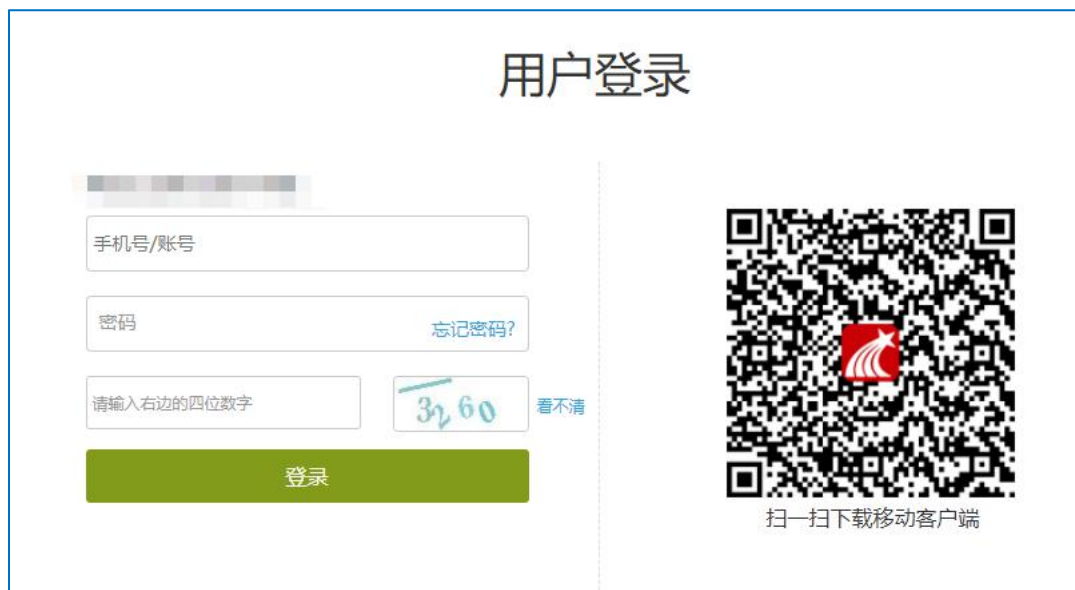 用户登录
手机号/账号
密码
忘记密码?
请输入右边的四位数字
3260
看不清
登录
扫一扫下载移动客户端